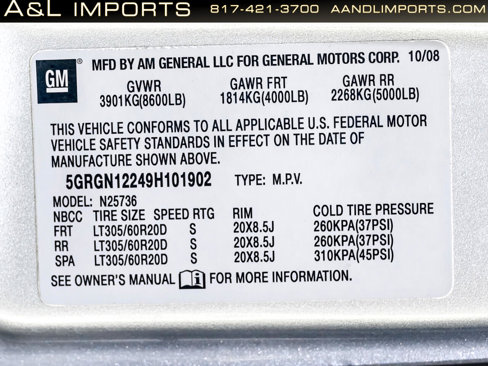 A&L IMPORTS 817-421-3700 AANDLIMPORTS.COM
GM
MFD BY AM GENERAL LLC FOR GENERAL MOTORS CORP. 10/08
GVWR GAWR FRT GAWR RR
3901KG(8600LB) 1814KG(4000LB) 2268KG(5000LB)
THIS VEHICLE CONFORMS TO ALL APPLICABLE U.S. FEDERAL MOTOR
VEHICLE SAFETY STANDARDS IN EFFECT ON THE DATE OF
MANUFACTURE SHOWN ABOVE.
5GRGN12249H101902 TYPE: M.P.V.
MODEL: N25736
NBCC TIRE SIZE SPEED RTG RIM COLD TIRE PRESSURE
FRT LT305/60R20D S 20X8.5J 260KPA(37PSI)
RR LT305/60R20D S 20X8.5J 260KPA(37PSI)
SPA LT305/60R20D S 20X8.5J 310KPA(45PSI)
SEE OWNER'S MANUAL FOR MORE INFORMATION.